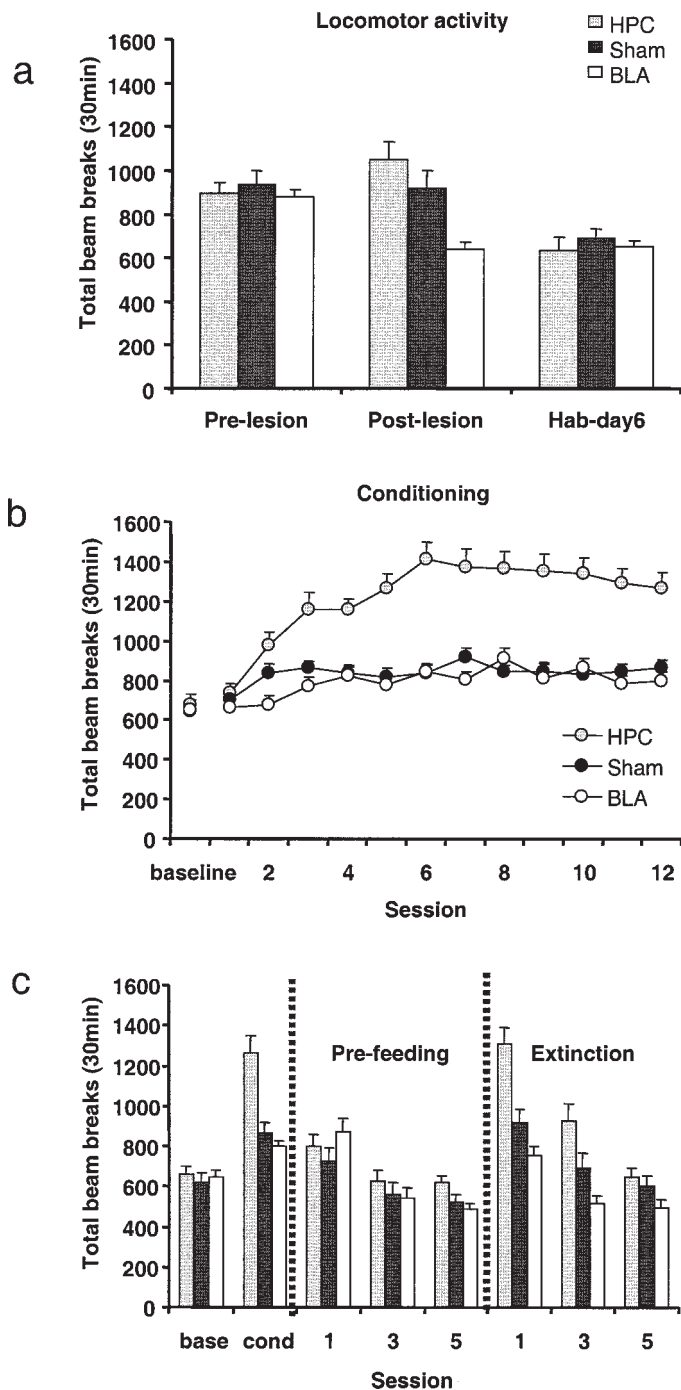 Locomotor activity
a
HPC
Sham
BLA
Total beam breaks (30min)
1600
1400
1200
1000
800
600
400
200
0
Pre-lesion Post-lesion Hab-day6
b
Conditioning
Total beam breaks (30min)
1600
1400
1200
1000
800
600
400
200
0
HPC
Sham
BLA
baseline 2 4 6 8 10 12
Session
c
Total beam breaks (30min)
1600
1400
1200
1000
800
600
400
200
0
Pre-feeding Extinction
base cond 1 3 5 1 3 5
Session